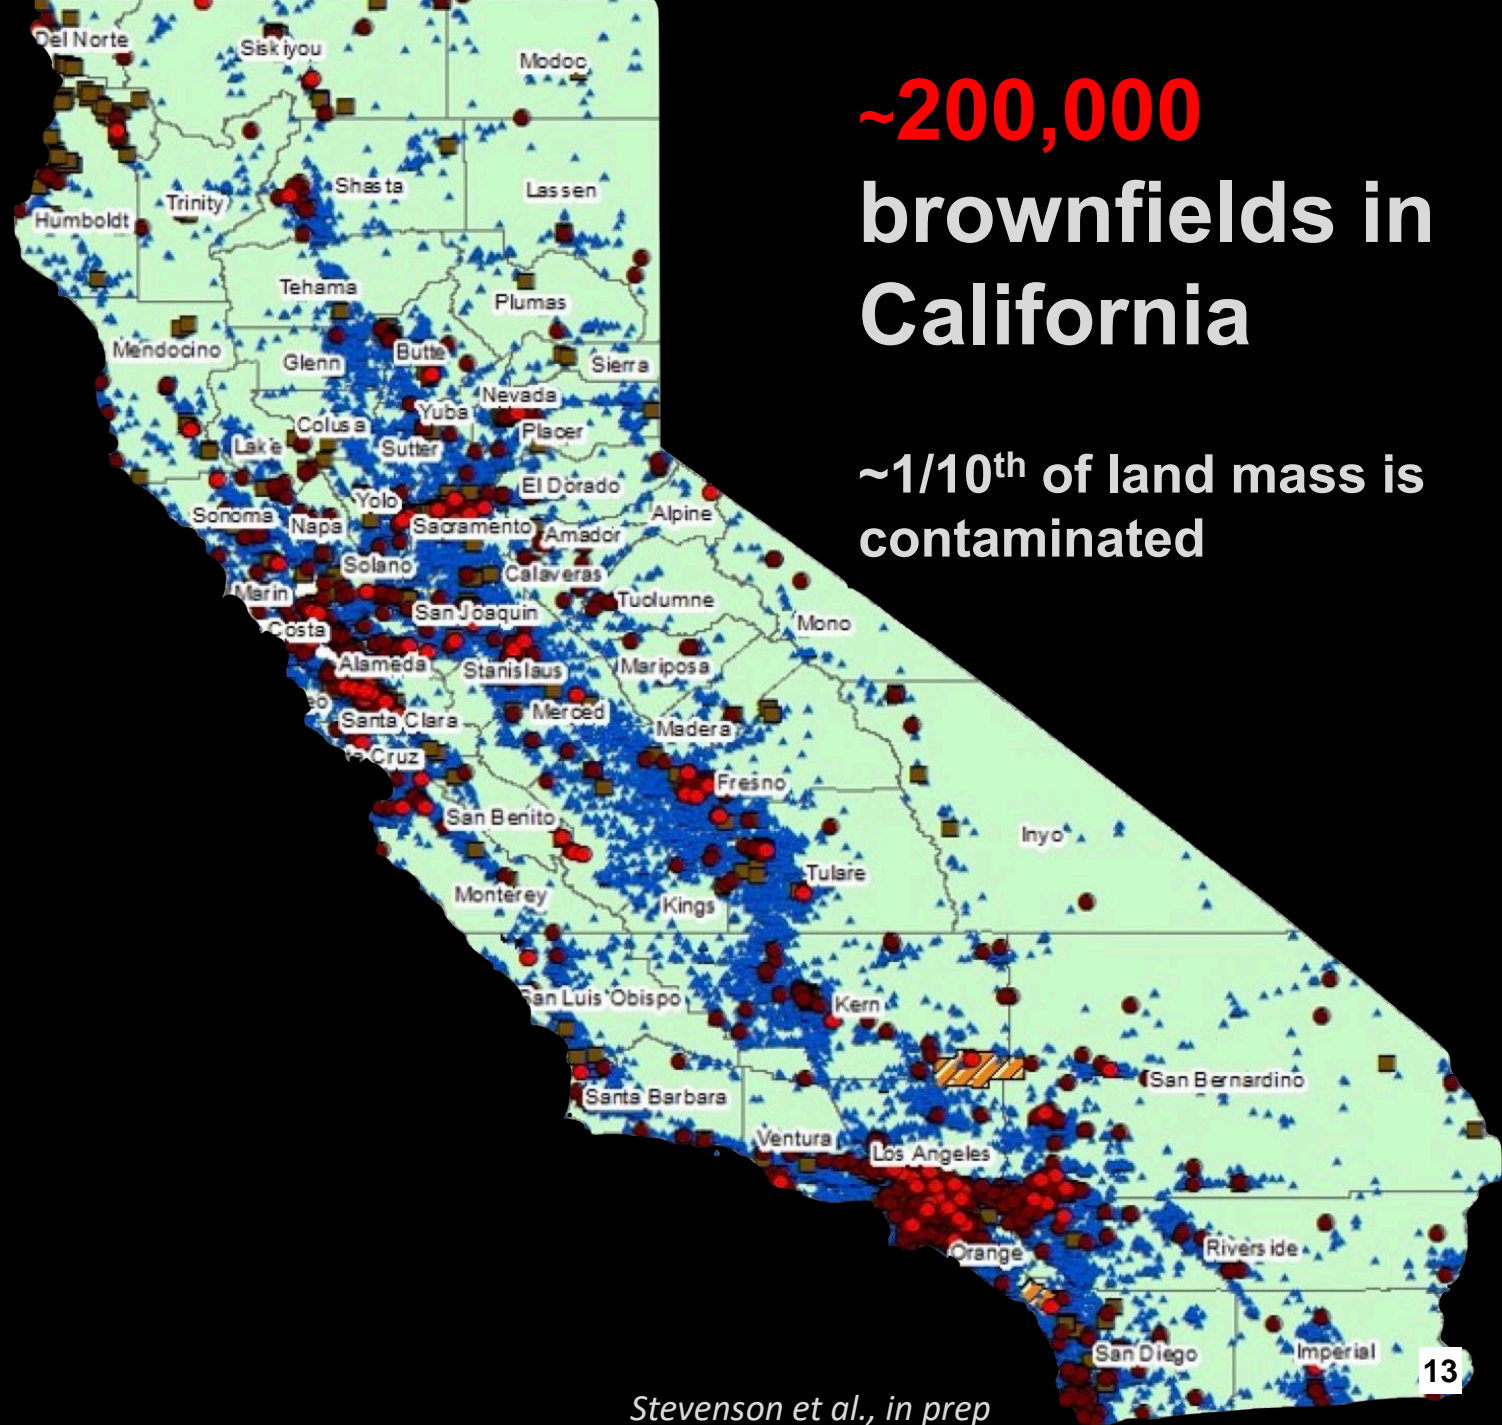 ~200,000
brownfields in
California
~1/10th of land mass is
contaminated
Del Norte
Siskiyou
Modoc
Shasta
Lassen
Trinity
Humboldt
Tehama
Plumas
Mendocino
Glenn
Butte
Sierra
Nevada
Yuba
Colusa
Placer
Lake
Sutter
El Dorado
Yolo
Sonoma
Napa
Sacramento
Alpine
Amador
Solano
Calaveras
Marin
Tuolumne
San Joaquin
Mono
Costa
Alameda
Stanislaus
Mariposa
eo
Santa Clara
Merced
Madera
Cruz
Fresno
San Benito
Inyo
Tulare
Monterey
Kings
San Luis Obispo
Kern
San Bernardino
Santa Barbara
Ventura
Los Angeles
Orange
Riverside
San Diego
Imperial
13
Stevenson et al., in prep